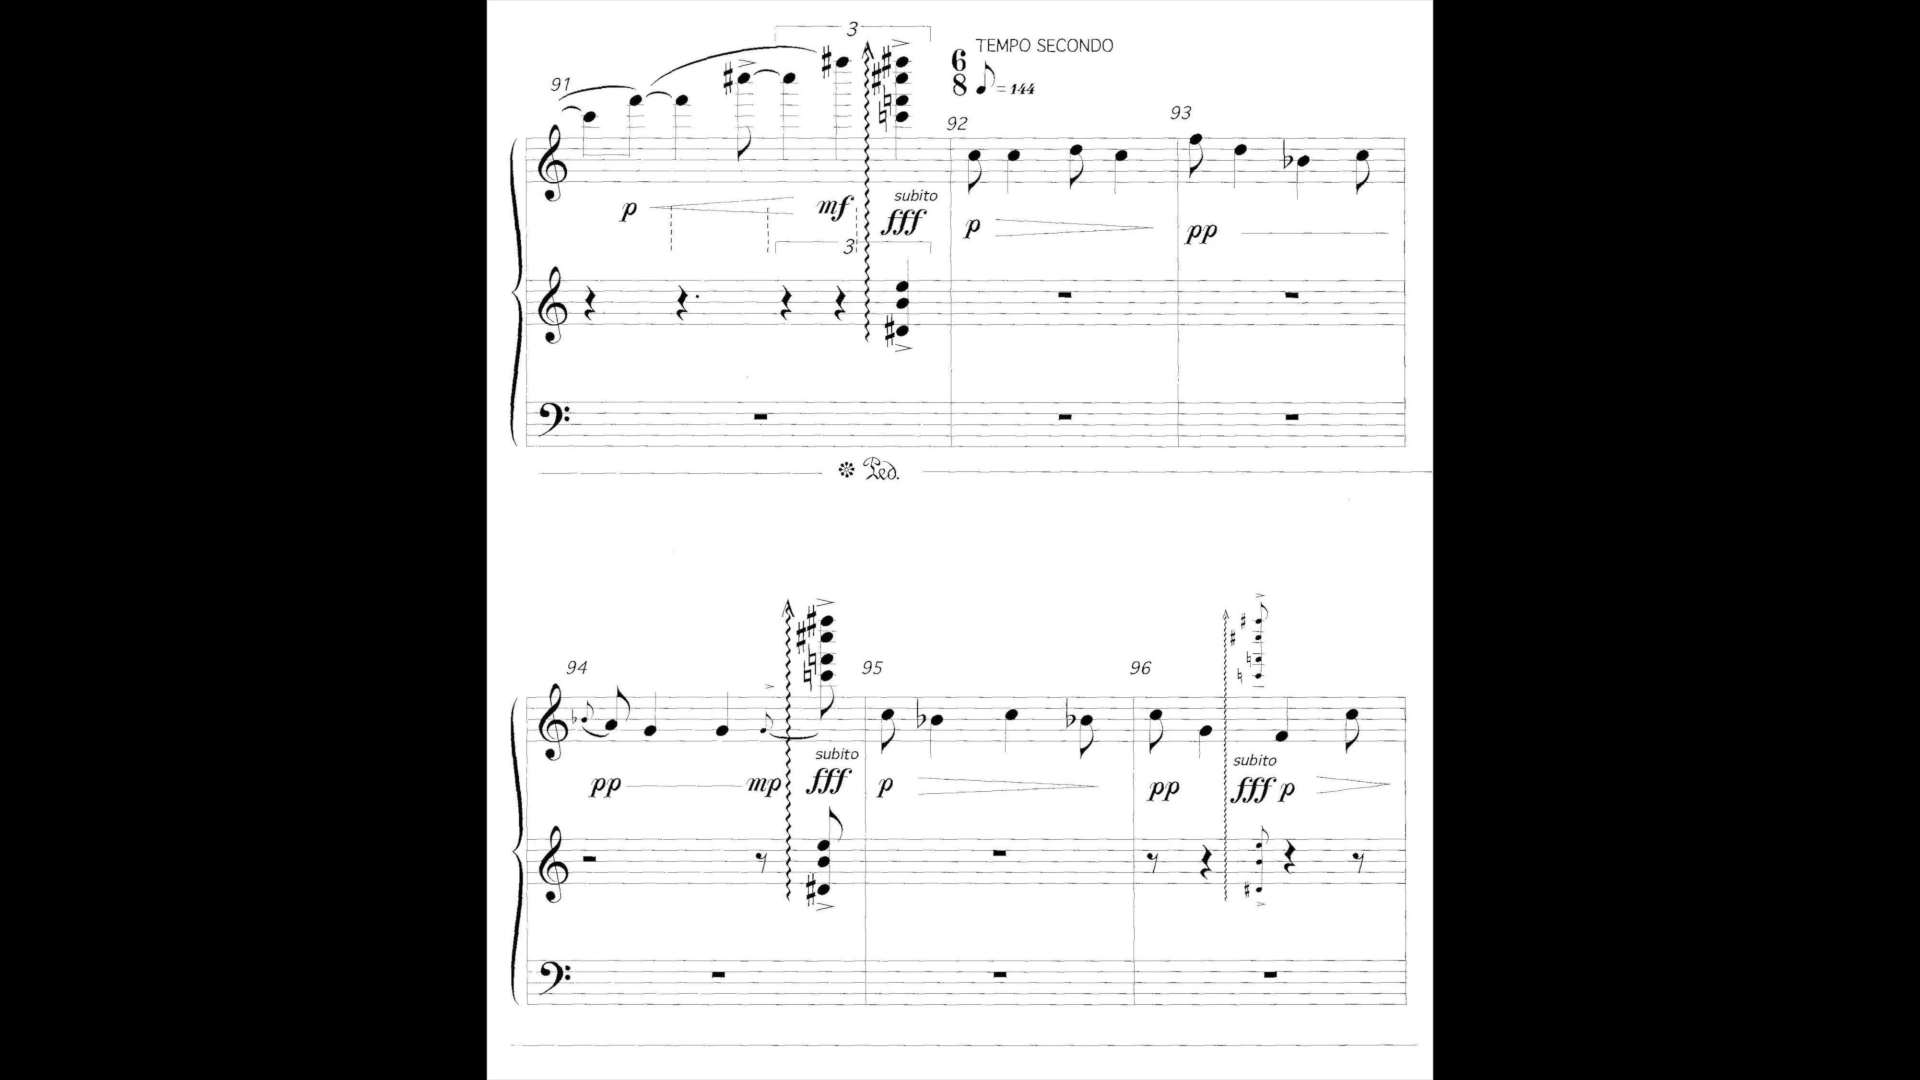 3
TEMPO SECONDO
6
8 = 144
91
92
93
p mf subito fff p pp
3
Ped.
94
95
96
pp mp subito fff p pp subito fff p